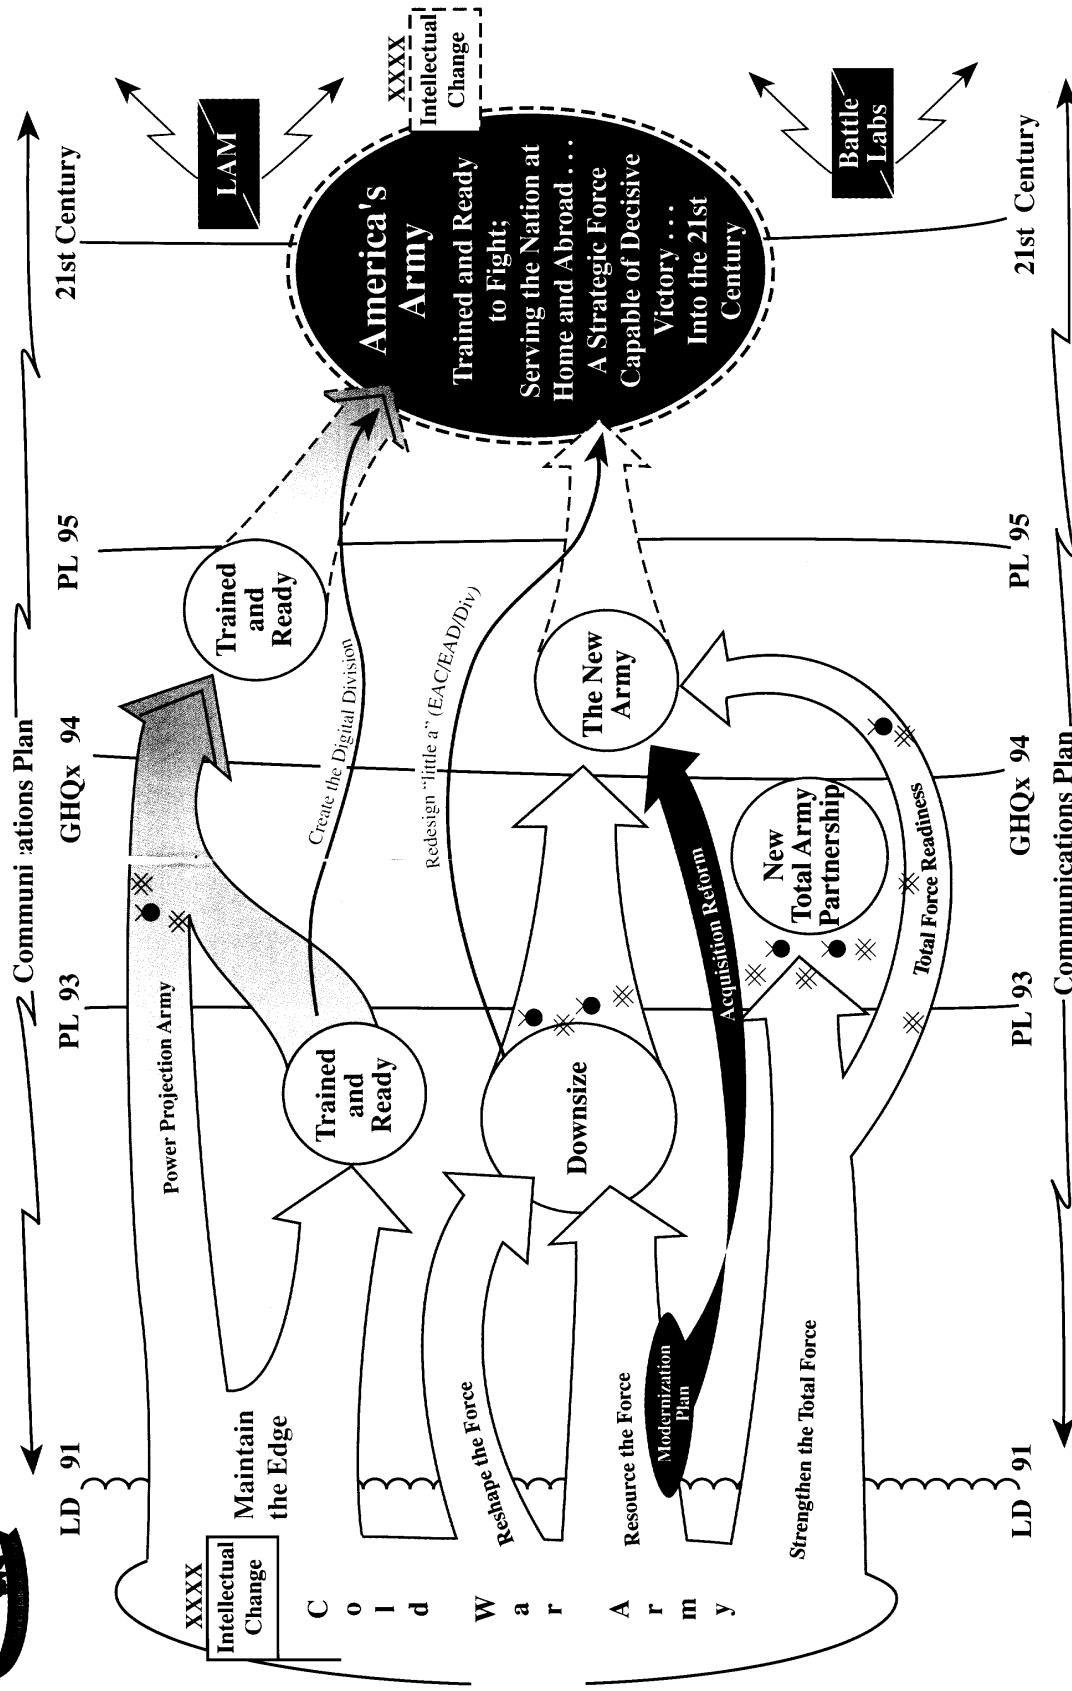 Communi ations Plan
LD 91
PL 93
GHQx 94
PL 95
21st Century
XXXX
Intellectual
Change
Cold
War
Army
Maintain
the Edge
Power Projection Army
Trained
and
Ready
Create the Digital Division
Trained
and
Ready
LAM
Reshape the Force
Redesign "little a" (EAC/EAD/Div)
Downsize
Resource the Force
Modernization
Plan
Acquisition Reform
The New
Army
Strengthen the Total Force
New
Total Army
Partnership
Total Force Readiness
XXXX
Intellectual
Change
America's
Army
Trained and Ready
to Fight;
Serving the Nation at
Home and Abroad . . .
A Strategic Force
Capable of Decisive
Victory . . .
Into the 21st
Century
Battle
Labs
LD 91
PL 93
GHQx 94
PL 95
21st Century
Communications Plan